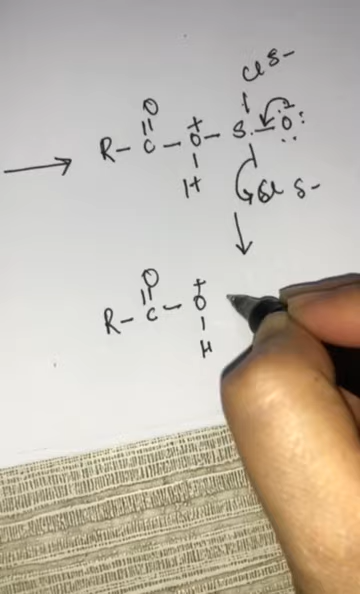 Cl δ-
O
R - C - O+ - S - O:
H
Cl δ-
O
R - C - O+
H